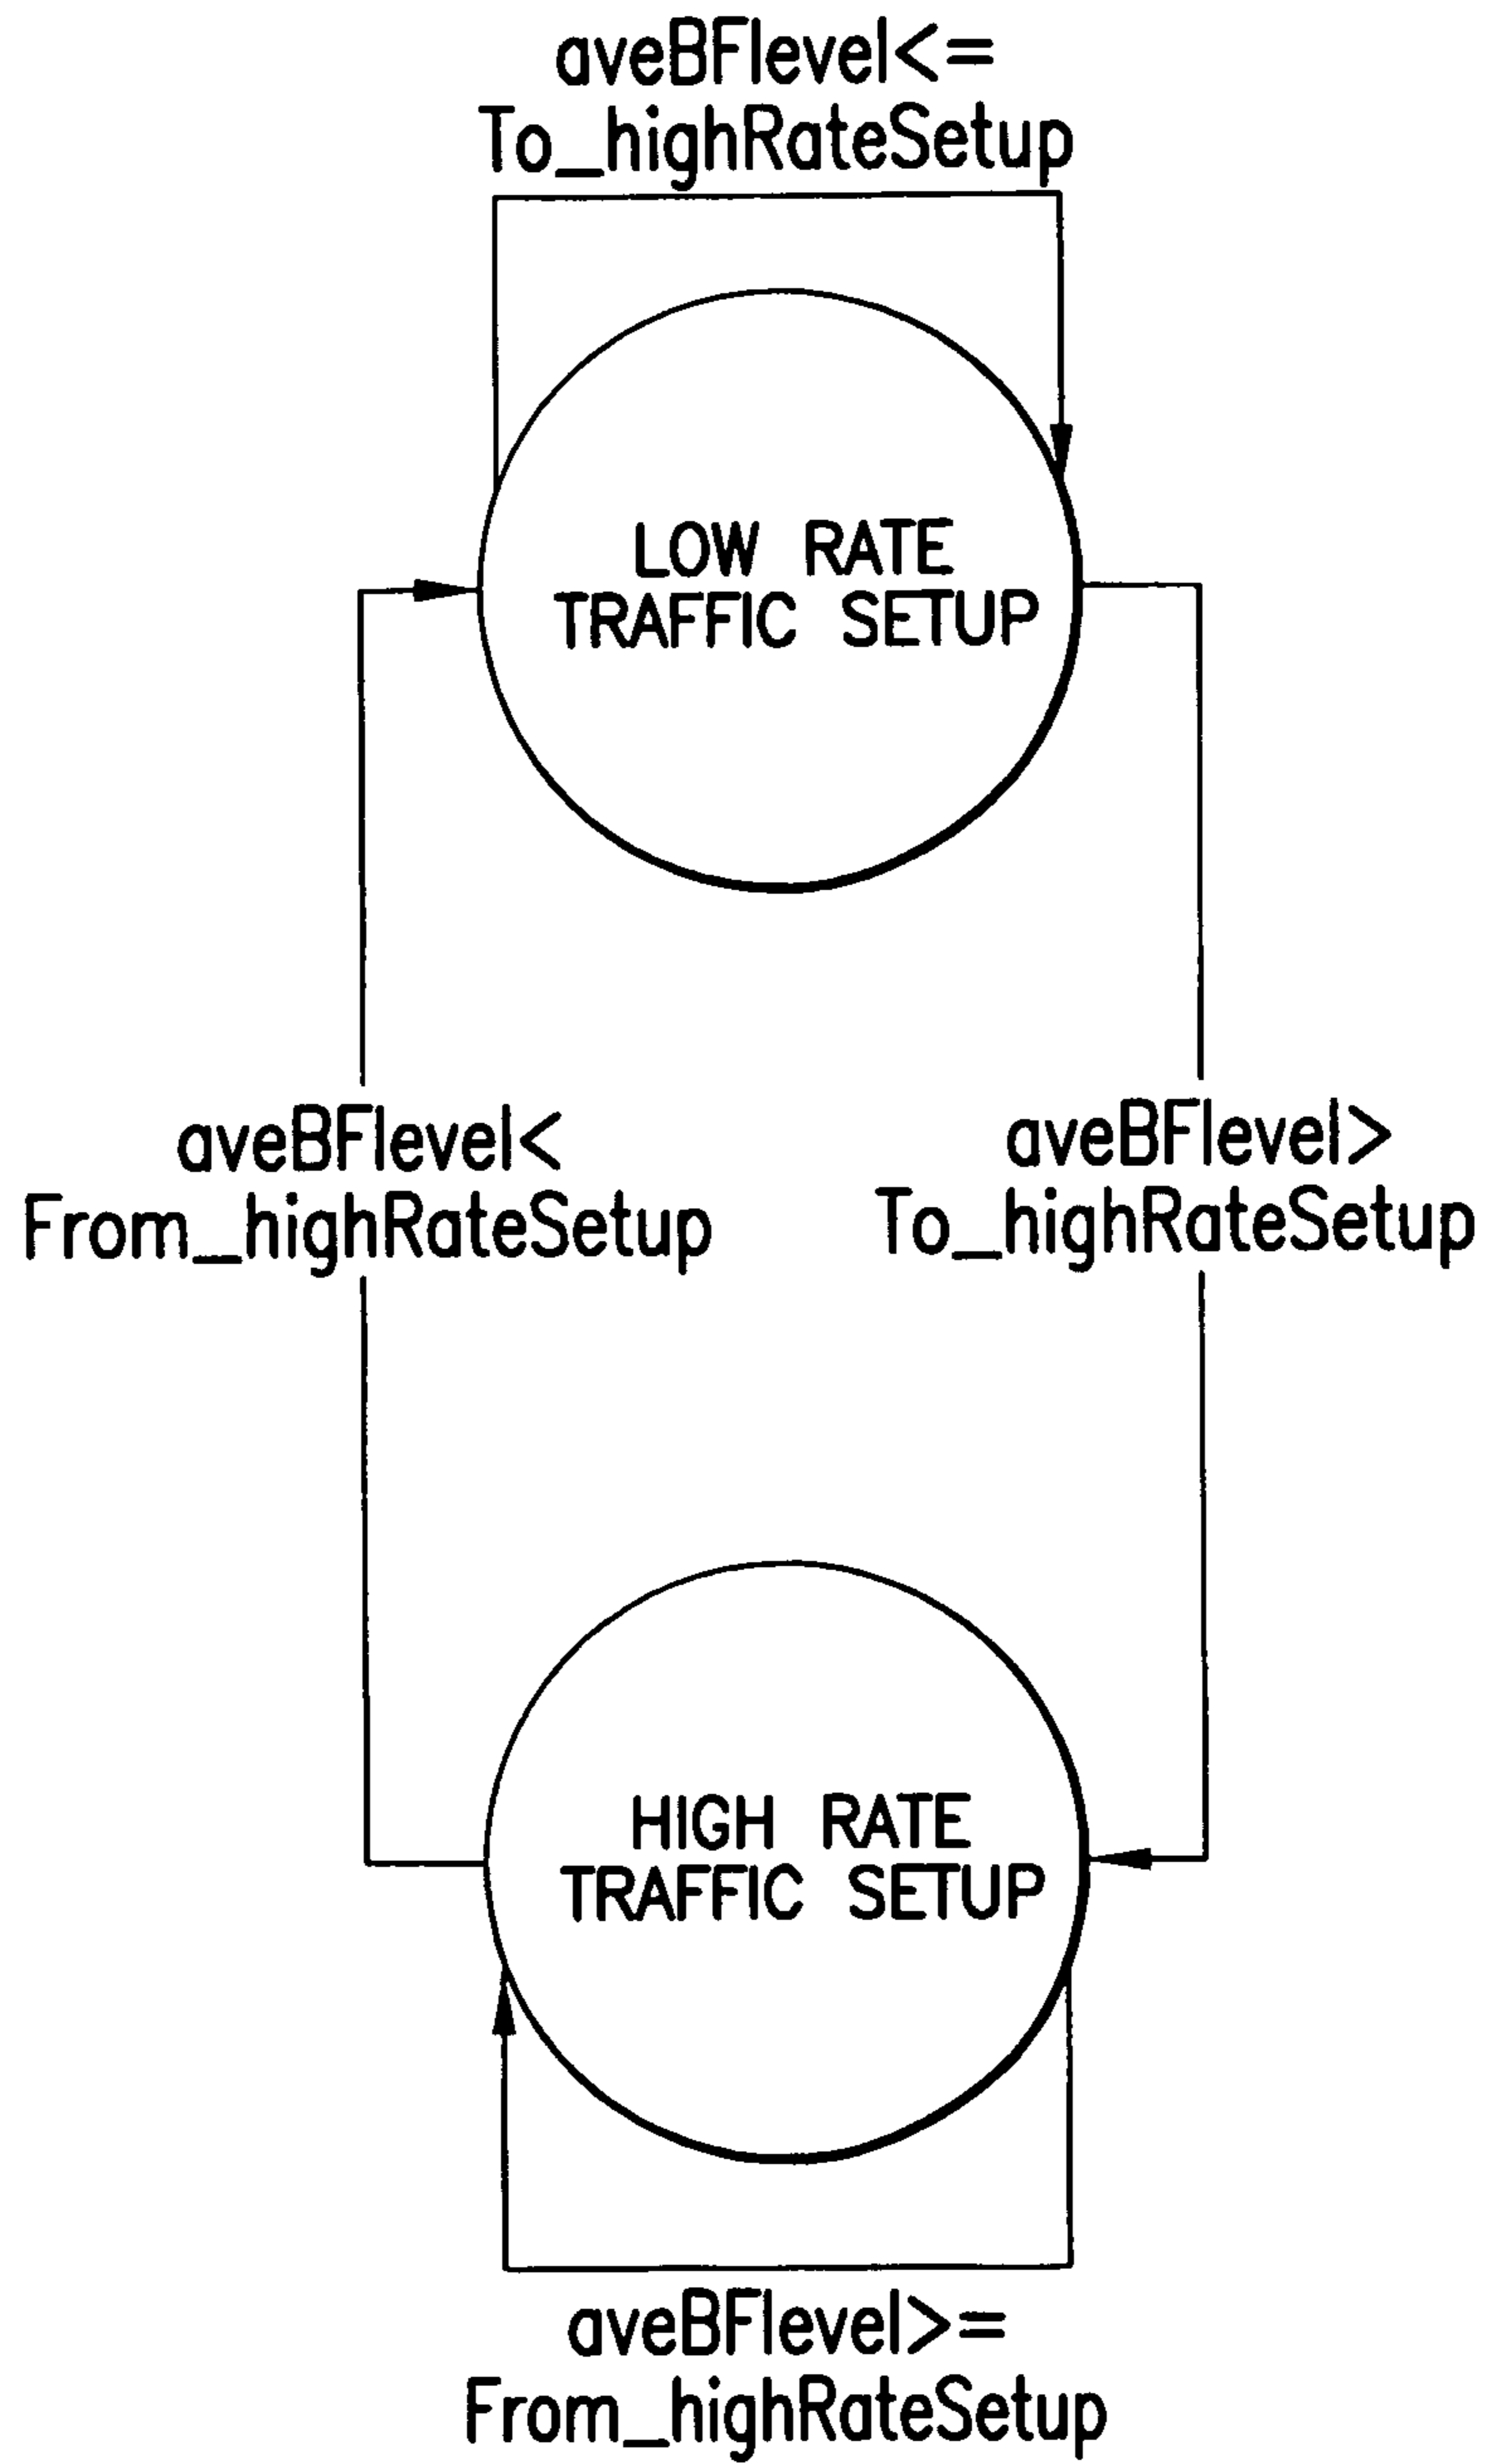 aveBFlevel<=
To_highRateSetup
LOW RATE
TRAFFIC SETUP
aveBFlevel<
From_highRateSetup
aveBFlevel>
To_highRateSetup
HIGH RATE
TRAFFIC SETUP
aveBFlevel>=
From_highRateSetup